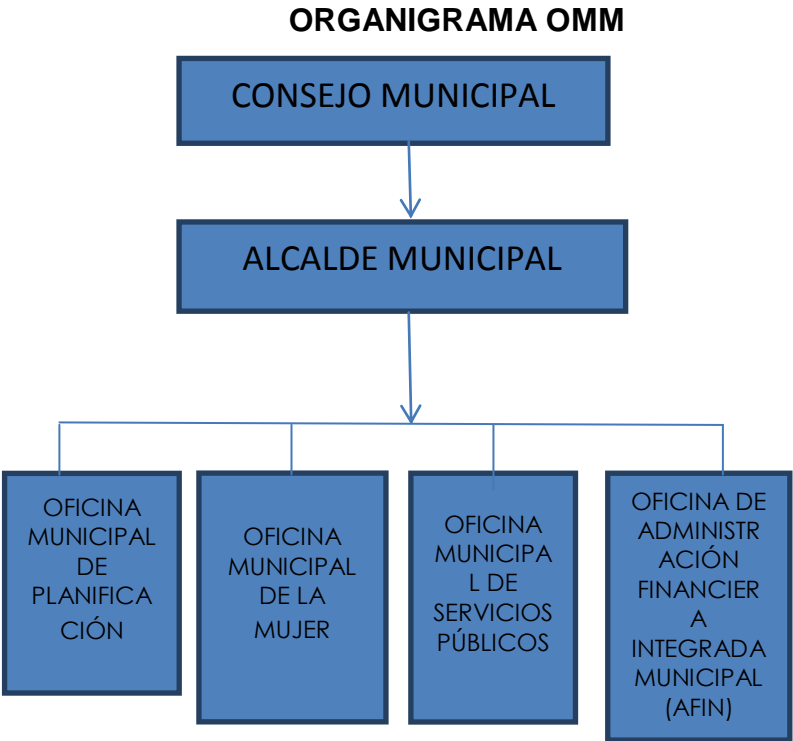 ORGANIGRAMA OMM
CONSEJO MUNICIPAL
ALCALDE MUNICIPAL
OFICINA
MUNICIPAL
DE
PLANIFICA
CIÓN
OFICINA
MUNICIPAL
DE LA
MUJER
OFICINA
MUNICIPA
L DE
SERVICIOS
PÚBLICOS
OFICINA DE
ADMINISTR
ACIÓN
FINANCIER
A
INTEGRADA
MUNICIPAL
(AFIN)